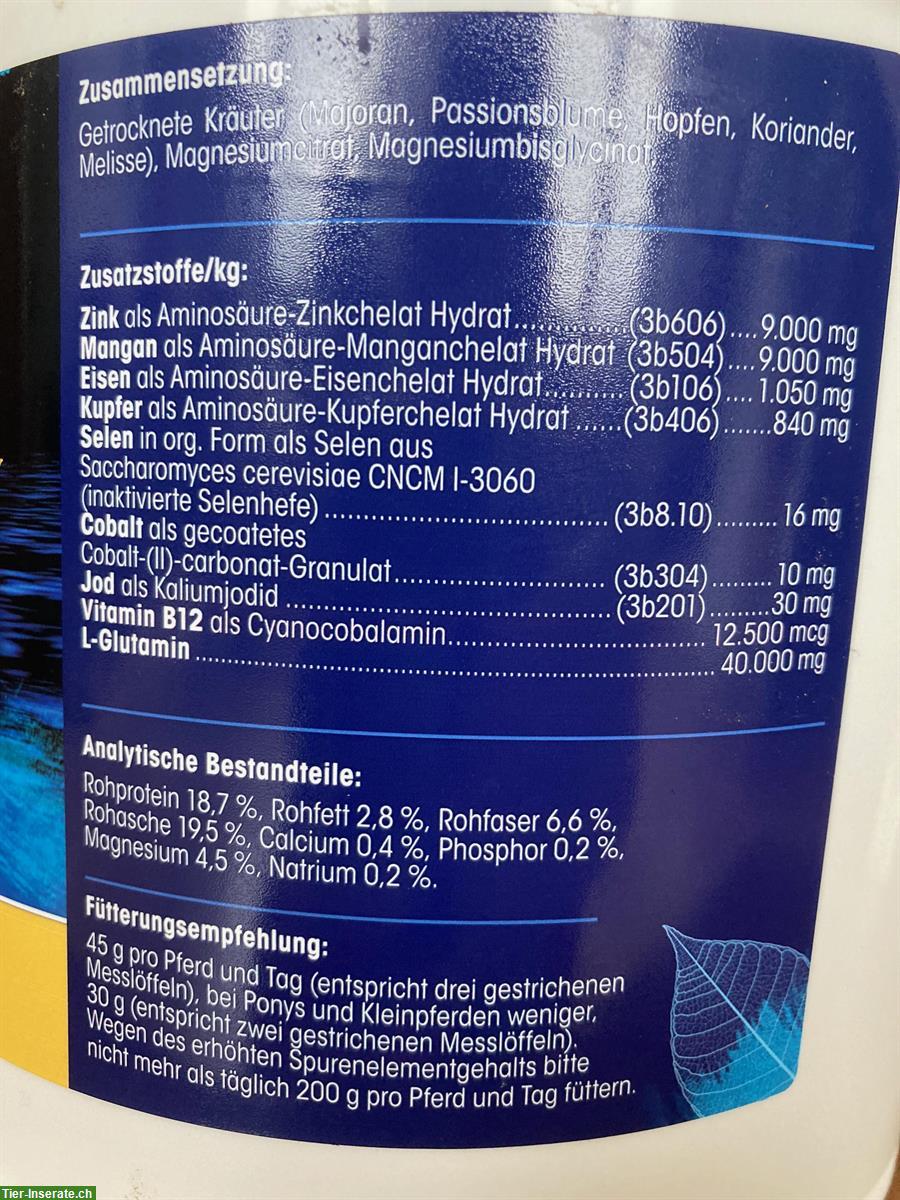 Zusammensetzung:
Getrocknete Kräuter (Majoran, Passionsblume, Hopfen, Koriander,
Melisse), Magnesiumcitrat, Magnesiumbisglycinat
Zusatzstoffe/kg:
Zink als Aminosäure-Zinkchelat Hydrat.................(3b606)....9.000 mg
Mangan als Aminosäure-Manganchelat Hydrat (3b504)....9.000 mg
Eisen als Aminosäure-Eisenchelat Hydrat............(3b106)....1.050 mg
Kupfer als Aminosäure-Kupferchelat Hydrat ......(3b406).......840 mg
Selen in org. Form als Selen aus
Saccharomyces cerevisiae CNCM I-3060
(inaktivierte Selenhefe)..........................................(3b8.10).........16 mg
Cobalt als gecoatetes
Cobalt-(II)-carbonat-Granulat...............................(3b304).........10 mg
Jod als Kaliumjodid................................................(3b201).........30 mg
Vitamin B12 als Cyanocobalamin.....................................12.500 mcg
L-Glutamin..............................................................................40.000 mg
Analytische Bestandteile:
Rohprotein 18,7 %, Rohfett 2,8 %, Rohfaser 6,6 %,
Rohasche 19,5 %, Calcium 0,4 %, Phosphor 0,2 %,
Magnesium 4,5 %, Natrium 0,2 %.
Fütterungsempfehlung:
45 g pro Pferd und Tag (entspricht drei gestrichenen
Messlöffeln), bei Ponys und Kleinpferden weniger,
30 g (entspricht zwei gestrichenen Messlöffeln).
Wegen des erhöhten Spurenelementgehalts bitte
nicht mehr als täglich 200 g pro Pferd und Tag füttern.
Tier-Inserate.ch